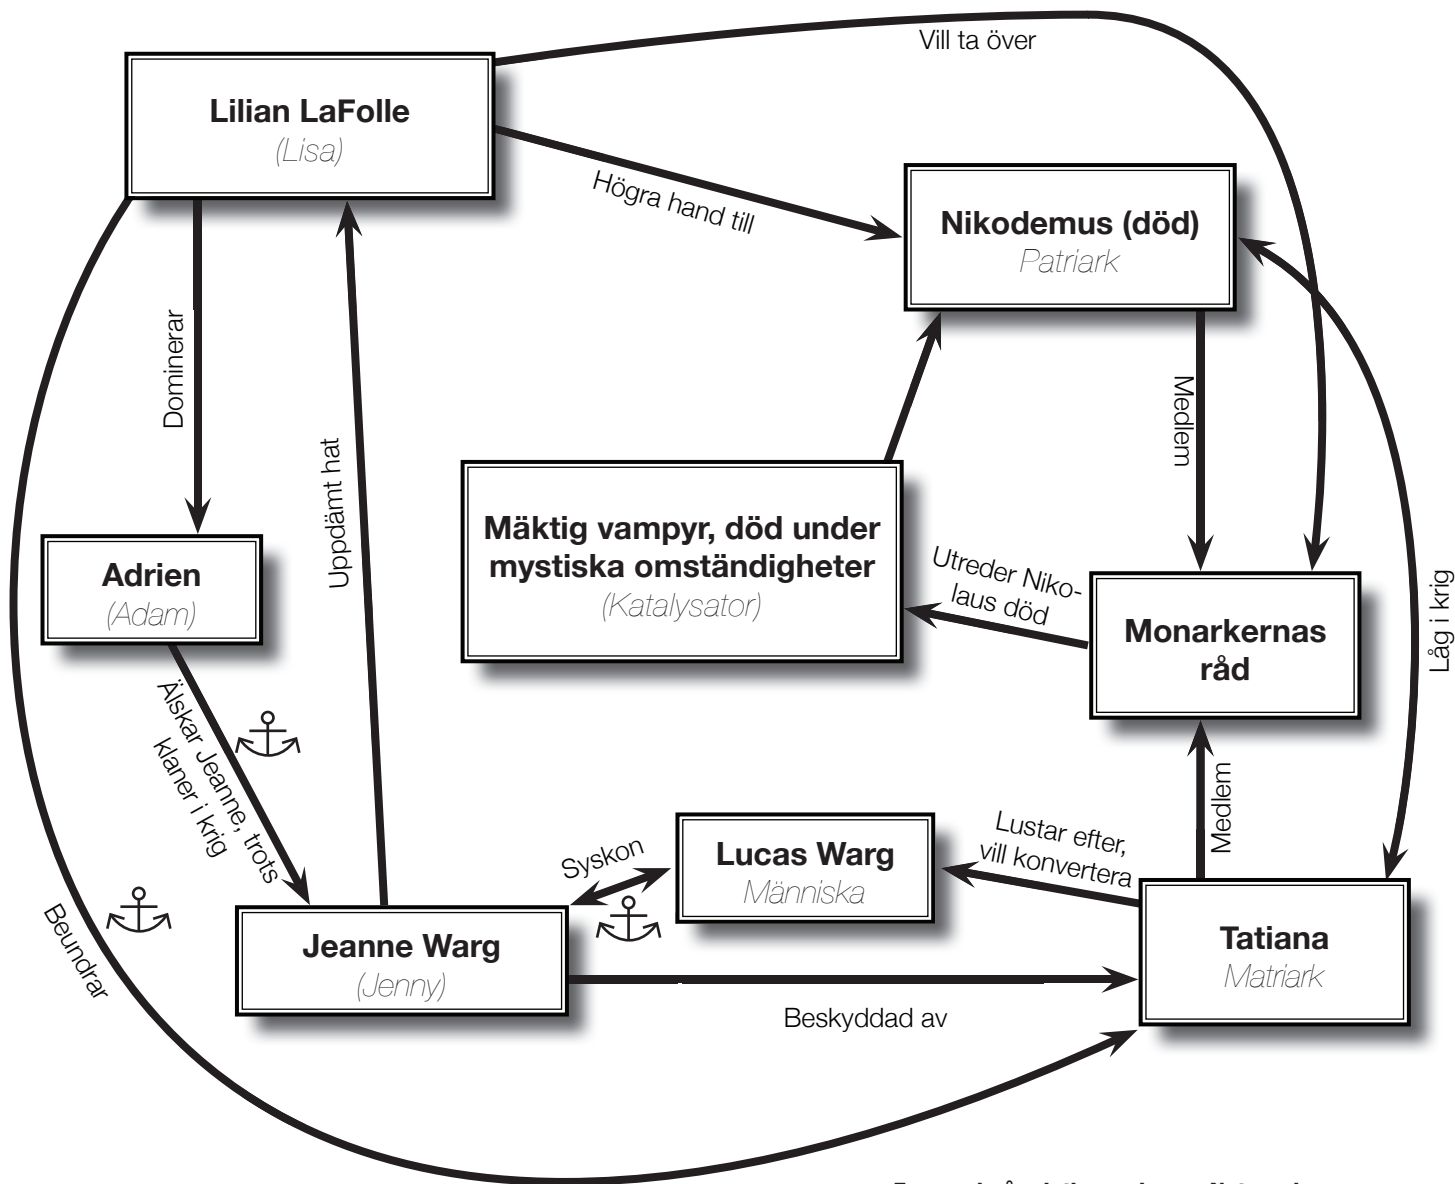 Vill ta över
Lilian LaFolle
(Lisa)
Högra hand till
Nikodemus (död)
Patriark
Dominerar
Uppdämt hat
Medlem
Mäktig vampyr, död under
mystiska omständigheter
(Katalysator)
Utreder Niko-
laus död
Adrien
(Adam)
Monarkernas
råd
Låg i krig
Älskar Jeanne, trots
klaner i krig
Medlem
Syskon
Lucas Warg
Människa
Lustar efter,
vill konvertera
Beundrar
Jeanne Warg
(Jenny)
Tatiana
Matriark
Beskyddad av